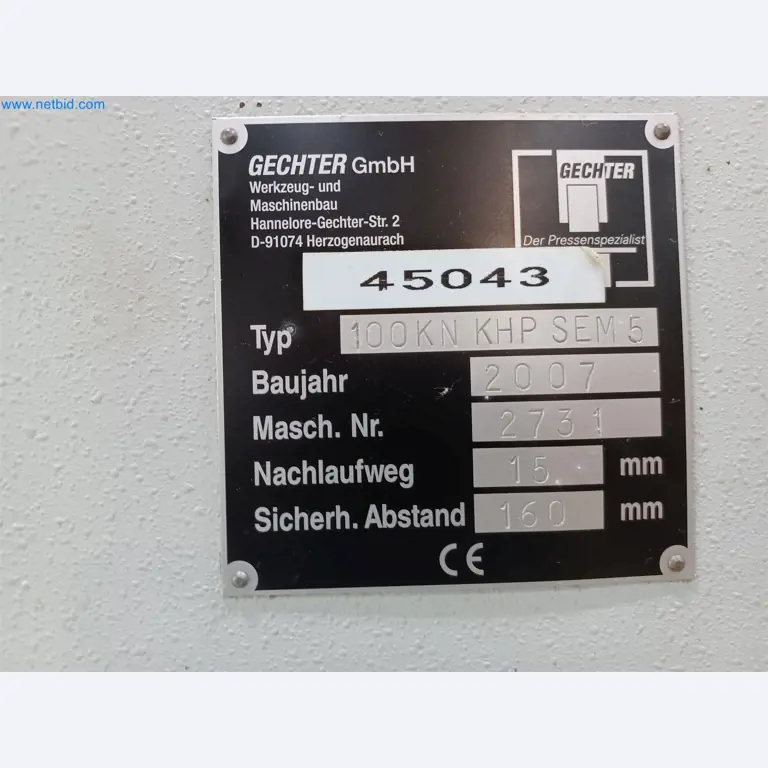 www.netbid.com
GECHTER GmbH
Werkzeug- und
Maschinenbau
Hannelore-Gechter-Str. 2
D-91074 Herzogenaurach
GECHTER
Der Pressenspezialist
45043
Typ 100KN KHP SEM 5
Baujahr 2007
Masch. Nr. 2731
Nachlaufweg 15 mm
Sicherh. Abstand 160 mm
CE